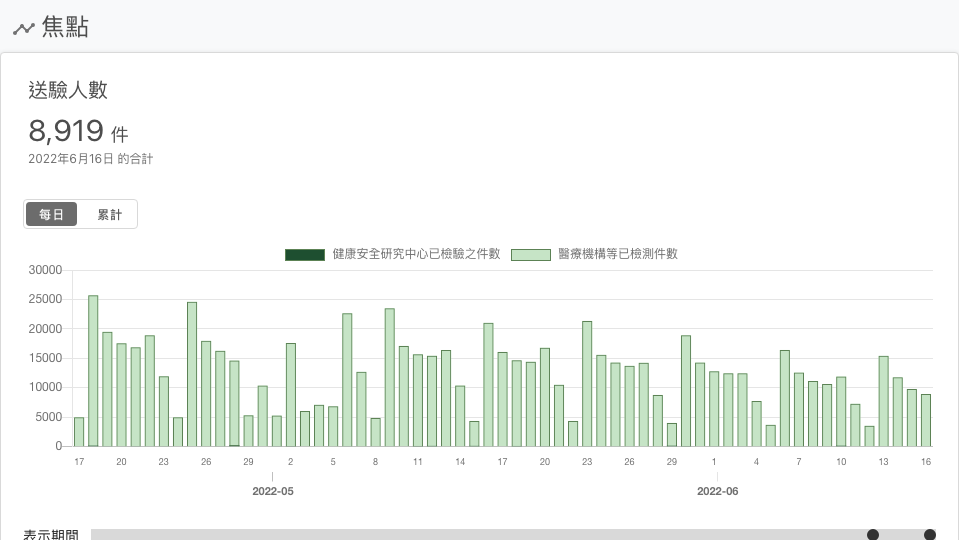 焦點
送驗人數
8,919 件
2022年6月16日 的合計
每日 累計
健康安全研究中心已檢驗之件數 醫療機構等已檢測件數
30000
25000
20000
15000
10000
5000
0
17 20 23 26 29 2 5 8 11 14 17 20 23 26 29 1 4 7 10 13 16
2022-05 2022-06
表示期間